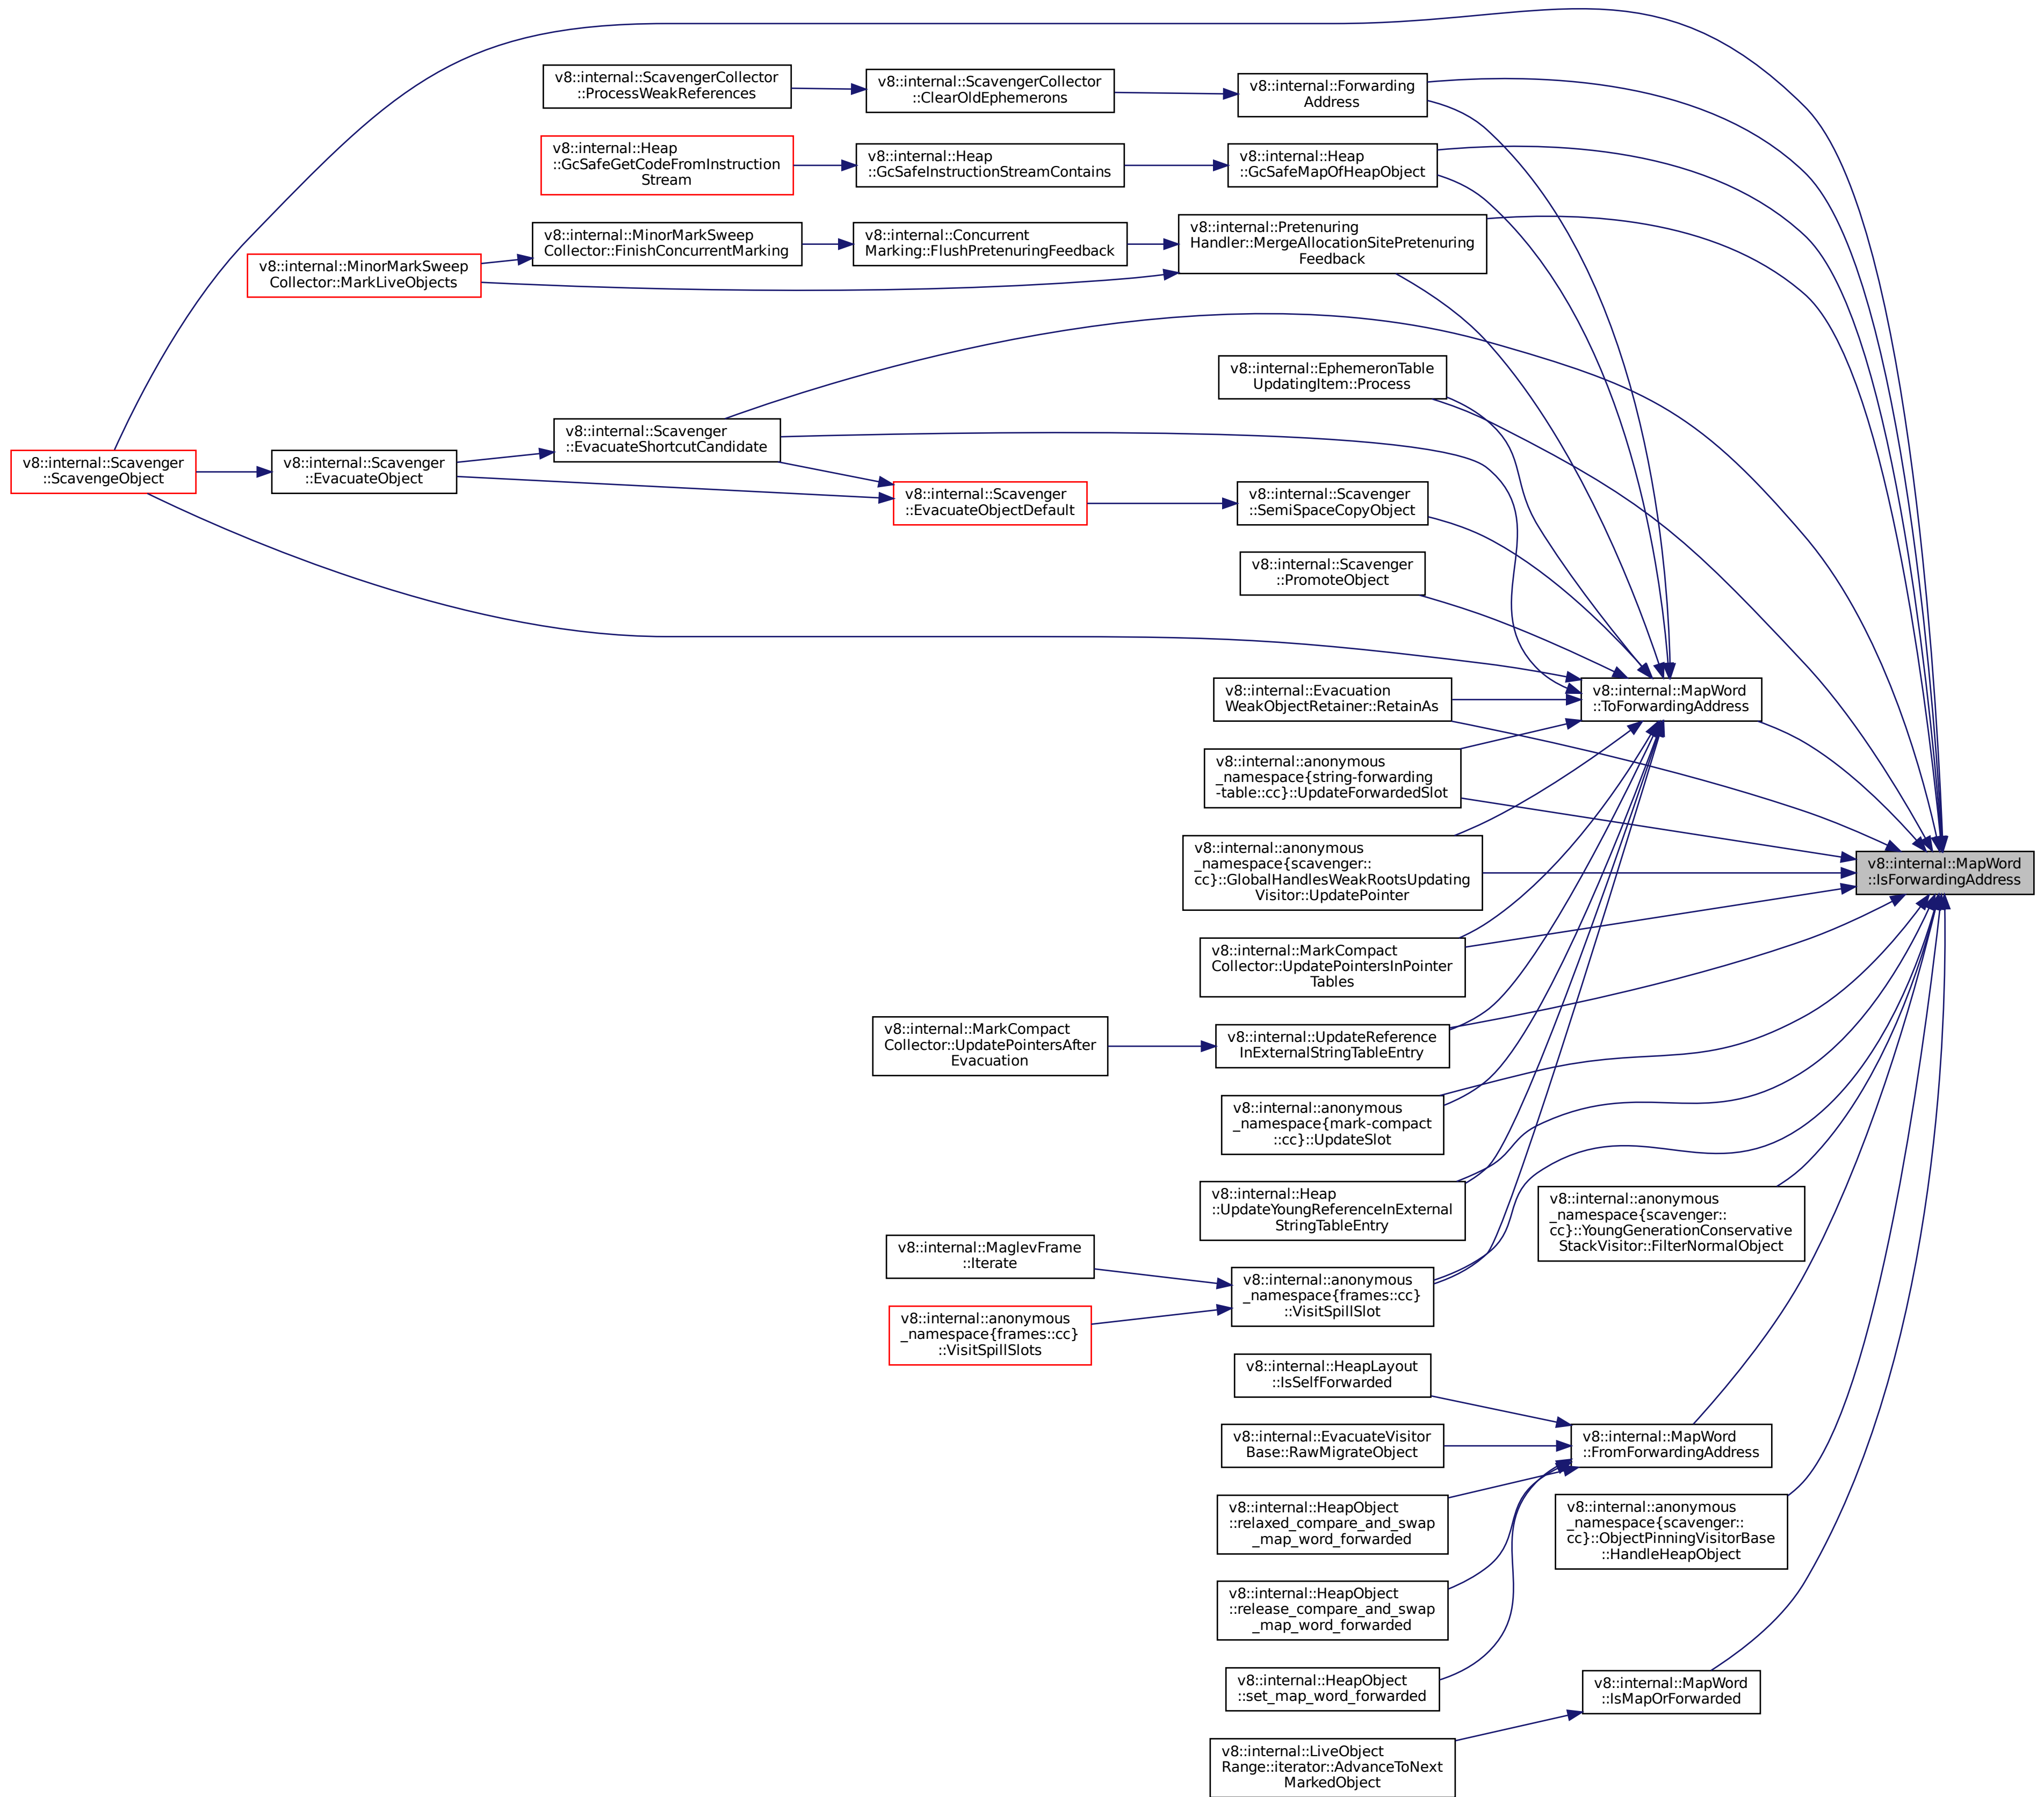 v8::internal::ScavengerCollector
::ProcessWeakReferences
v8::internal::ScavengerCollector
::ClearOldEphemerons
v8::internal::Forwarding
Address
v8::internal::Heap
::GcSafeGetCodeFromInstruction
Stream
v8::internal::Heap
::GcSafeInstructionStreamContains
v8::internal::Heap
::GcSafeMapOfHeapObject
v8::internal::MinorMarkSweep
Collector::MarkLiveObjects
v8::internal::MinorMarkSweep
Collector::FinishConcurrentMarking
v8::internal::Concurrent
Marking::FlushPretenuringFeedback
v8::internal::Pretenuring
Handler::MergeAllocationSitePretenuring
Feedback
v8::internal::EphemeronTable
UpdatingItem::Process
v8::internal::Scavenger
::ScavengeObject
v8::internal::Scavenger
::EvacuateObject
v8::internal::Scavenger
::EvacuateShortcutCandidate
v8::internal::Scavenger
::EvacuateObjectDefault
v8::internal::Scavenger
::SemiSpaceCopyObject
v8::internal::Scavenger
::PromoteObject
v8::internal::Evacuation
WeakObjectRetainer::RetainAs
v8::internal::MapWord
::ToForwardingAddress
v8::internal::anonymous
_namespace{string-forwarding
-table::cc}::UpdateForwardedSlot
v8::internal::anonymous
_namespace{scavenger::
cc}::GlobalHandlesWeakRootsUpdating
Visitor::UpdatePointer
v8::internal::MapWord
::IsForwardingAddress
v8::internal::MarkCompact
Collector::UpdatePointersInPointer
Tables
v8::internal::MarkCompact
Collector::UpdatePointersAfter
Evacuation
v8::internal::UpdateReference
InExternalStringTableEntry
v8::internal::anonymous
_namespace{mark-compact
::cc}::UpdateSlot
v8::internal::Heap
::UpdateYoungReferenceInExternal
StringTableEntry
v8::internal::anonymous
_namespace{scavenger::
cc}::YoungGenerationConservative
StackVisitor::FilterNormalObject
v8::internal::MaglevFrame
::Iterate
v8::internal::anonymous
_namespace{frames::cc}
::VisitSpillSlots
v8::internal::anonymous
_namespace{frames::cc}
::VisitSpillSlot
v8::internal::HeapLayout
::IsSelfForwarded
v8::internal::EvacuateVisitor
Base::RawMigrateObject
v8::internal::MapWord
::FromForwardingAddress
v8::internal::HeapObject
::relaxed_compare_and_swap
_map_word_forwarded
v8::internal::anonymous
_namespace{scavenger::
cc}::ObjectPinningVisitorBase
::HandleHeapObject
v8::internal::HeapObject
::release_compare_and_swap
_map_word_forwarded
v8::internal::HeapObject
::set_map_word_forwarded
v8::internal::MapWord
::IsMapOrForwarded
v8::internal::LiveObject
Range::iterator::AdvanceToNext
MarkedObject